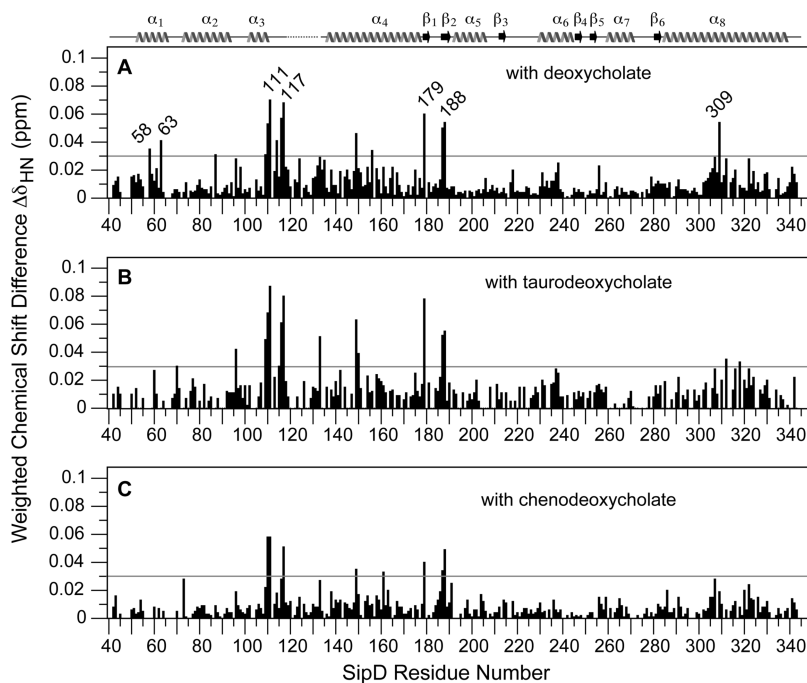 α1 α2 α3 α4 β1 β2 α5 β3 α6 β4 β5 α7 β6 α8
A
with deoxycholate
58 63 111 117 179 188 309
0.1
0.08
0.06
0.04
0.02
0
40 60 80 100 120 140 160 180 200 220 240 260 280 300 320 340
B
with taurodeoxycholate
0.1
0.08
0.06
0.04
0.02
0
40 60 80 100 120 140 160 180 200 220 240 260 280 300 320 340
C
with chenodeoxycholate
0.1
0.08
0.06
0.04
0.02
0
40 60 80 100 120 140 160 180 200 220 240 260 280 300 320 340
Weighted Chemical Shift Difference ΔδHN (ppm)
SipD Residue Number